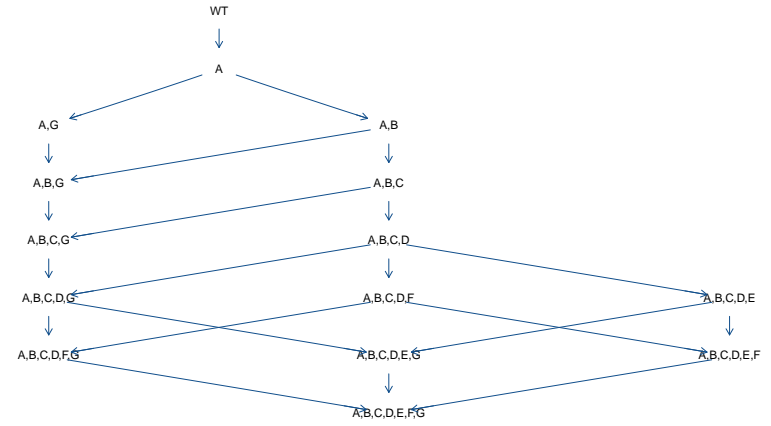 WT
A
A,G
A,B
A,B,G
A,B,C
A,B,C,G
A,B,C,D
A,B,C,D,G
A,B,C,D,F
A,B,C,D,E
A,B,C,D,F,G
A,B,C,D,E,G
A,B,C,D,E,F
A,B,C,D,E,F,G